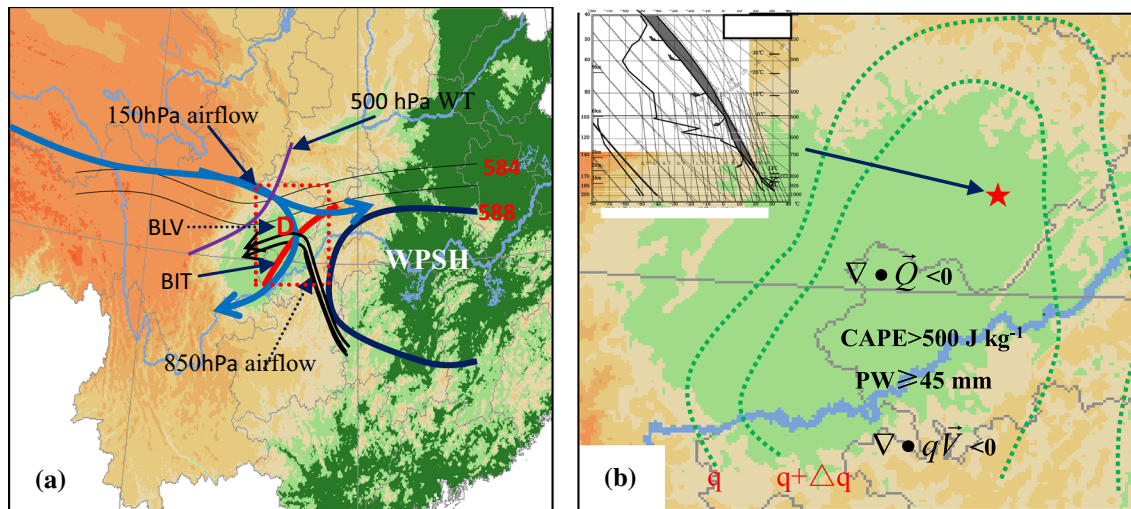 500 hPa WT
150hPa airflow
584
588
BLV
D
WPSH
BIT
850hPa airflow
(a)
∇ • Q⃗ <0
CAPE>500 J kg⁻¹
PW⩾45 mm
∇ • qV⃗ <0
q
q+△q
(b)